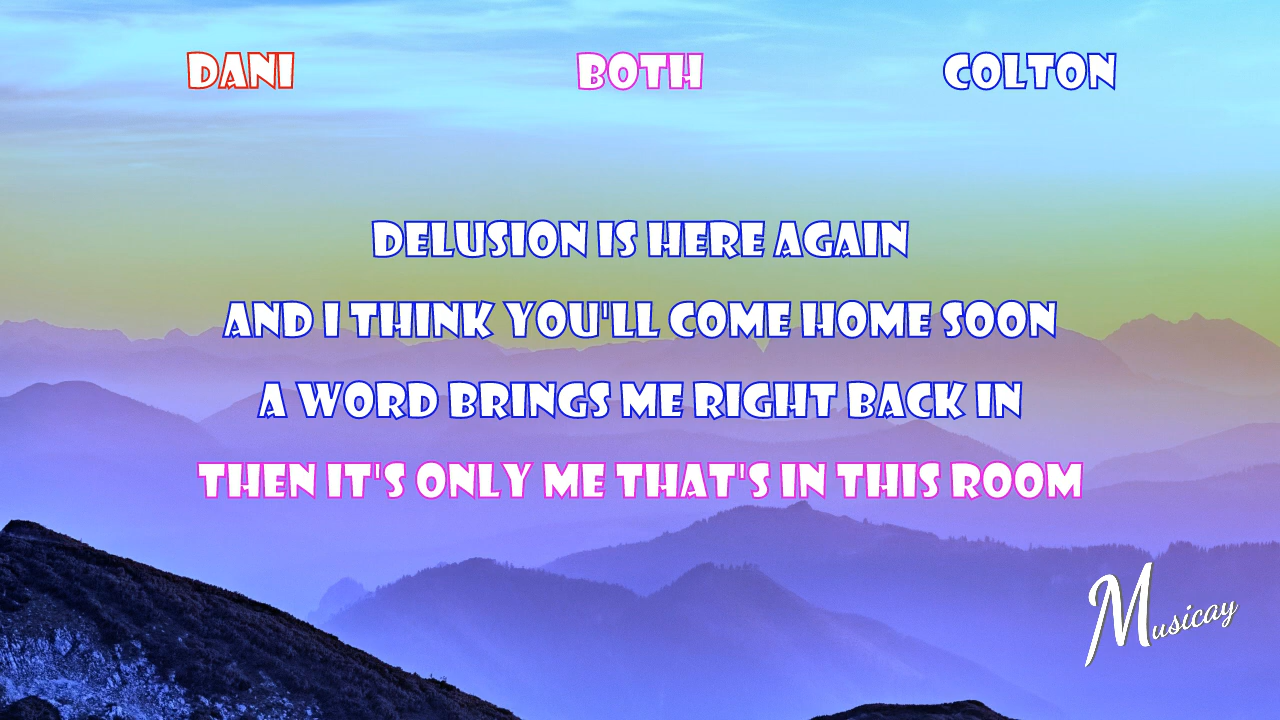 DANI BOTH COLTON
DELUSION IS HERE AGAIN
AND I THINK YOU'LL COME HOME SOON
A WORD BRINGS ME RIGHT BACK IN
THEN IT'S ONLY ME THAT'S IN THIS ROOM
Musicay